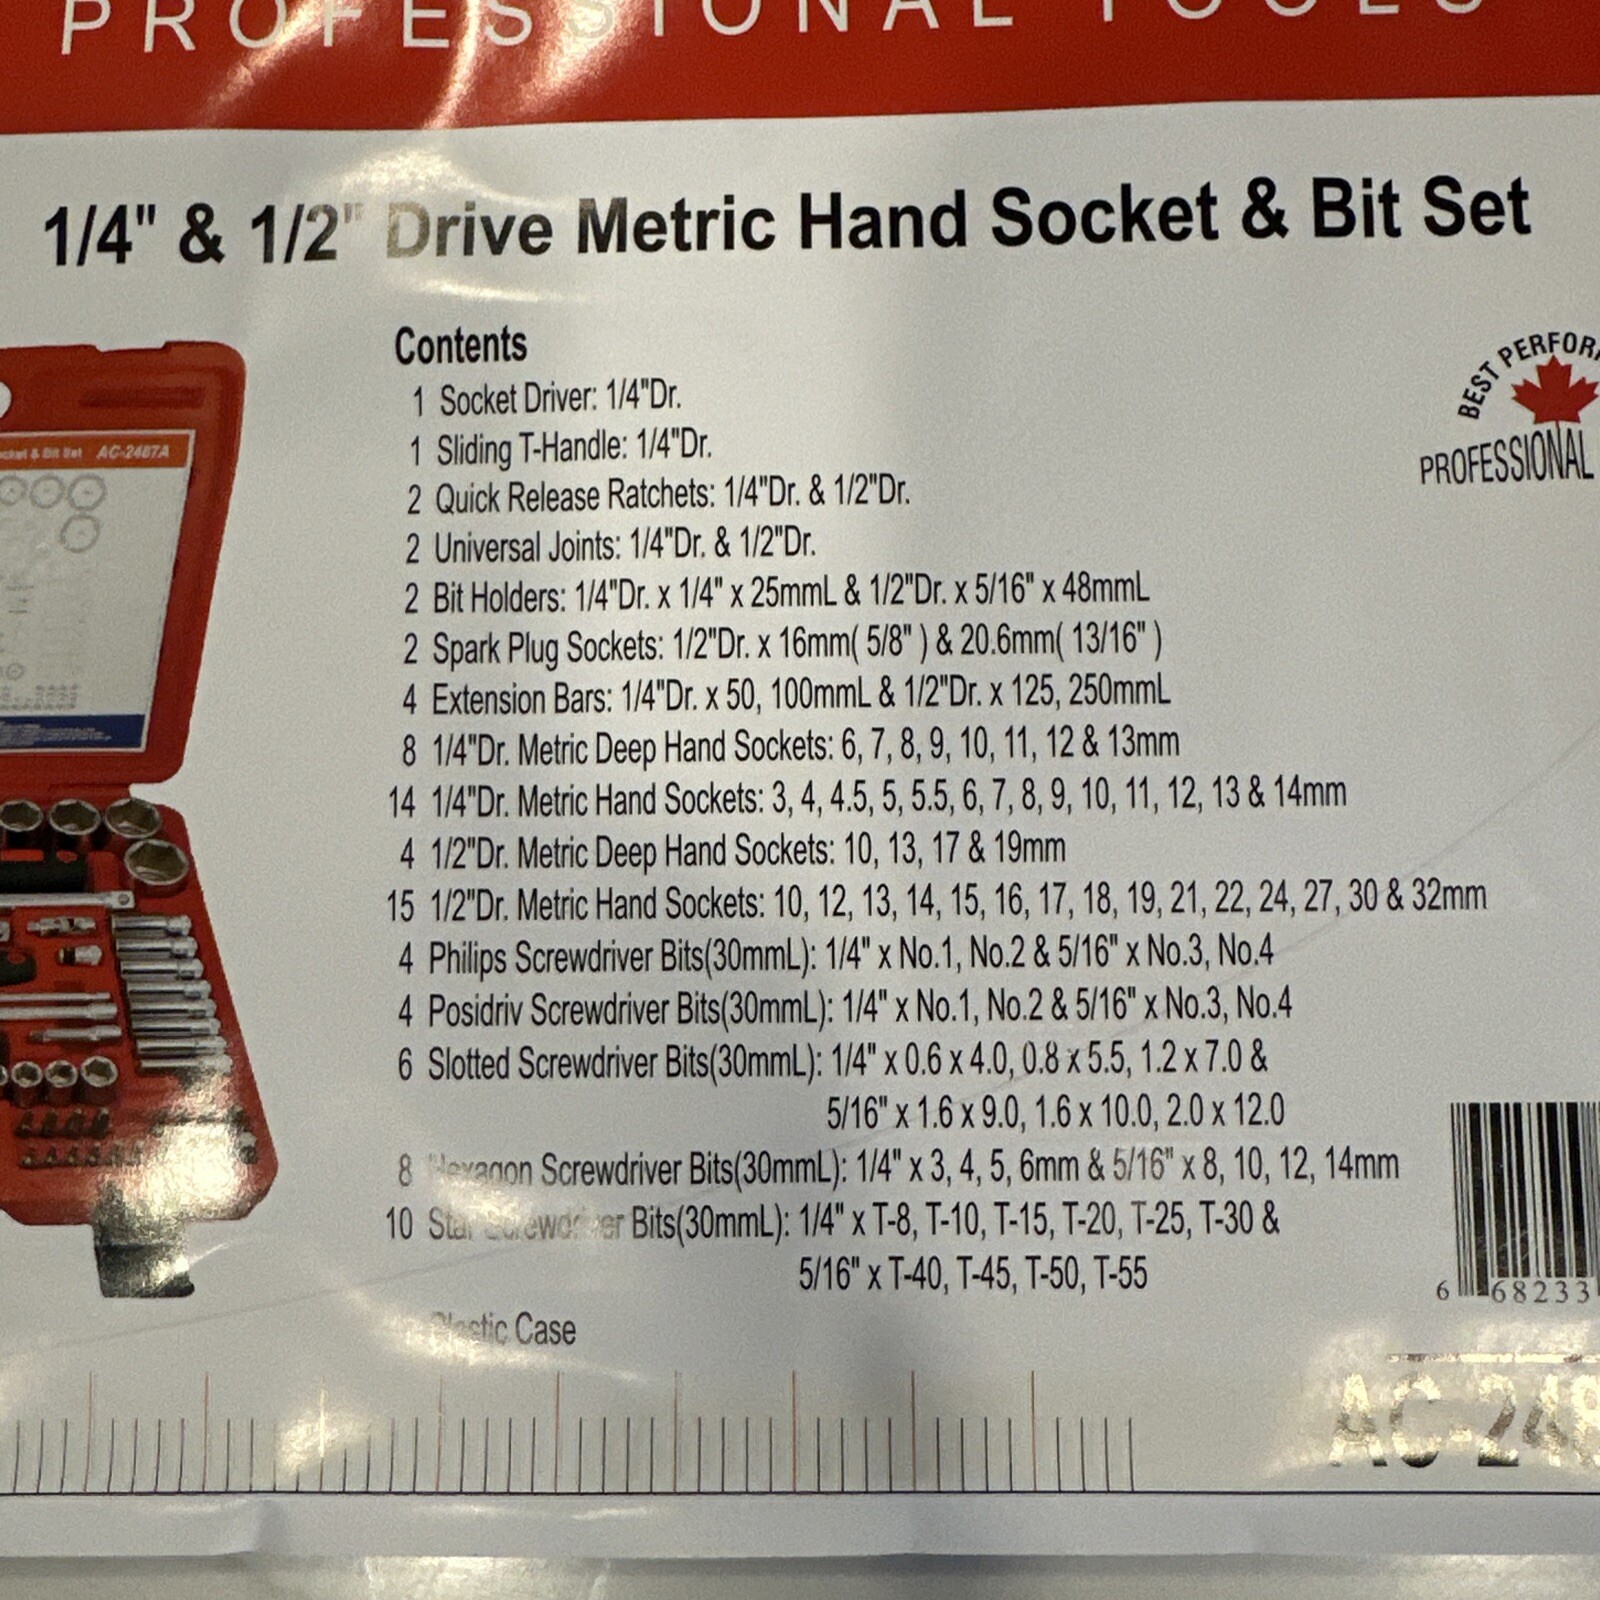 PROFESSIONAL TOOLS
1/4" & 1/2" Drive Metric Hand Socket & Bit Set
Contents
1 Socket Driver: 1/4"Dr.
1 Sliding T-Handle: 1/4"Dr.
2 Quick Release Ratchets: 1/4"Dr. & 1/2"Dr.
2 Universal Joints: 1/4"Dr. & 1/2"Dr.
2 Bit Holders: 1/4"Dr. x 1/4" x 25mmL & 1/2"Dr. x 5/16" x 48mmL
2 Spark Plug Sockets: 1/2"Dr. x 16mm( 5/8" ) & 20.6mm( 13/16" )
4 Extension Bars: 1/4"Dr. x 50, 100mmL & 1/2"Dr. x 125, 250mmL
8 1/4"Dr. Metric Deep Hand Sockets: 6, 7, 8, 9, 10, 11, 12 & 13mm
14 1/4"Dr. Metric Hand Sockets: 3, 4, 4.5, 5, 5.5, 6, 7, 8, 9, 10, 11, 12, 13 & 14mm
4 1/2"Dr. Metric Deep Hand Sockets: 10, 13, 17 & 19mm
15 1/2"Dr. Metric Hand Sockets: 10, 12, 13, 14, 15, 16, 17, 18, 19, 21, 22, 24, 27, 30 & 32mm
4 Philips Screwdriver Bits(30mmL): 1/4" x No.1, No.2 & 5/16" x No.3, No.4
4 Posidriv Screwdriver Bits(30mmL): 1/4" x No.1, No.2 & 5/16" x No.3, No.4
6 Slotted Screwdriver Bits(30mmL): 1/4" x 0.6 x 4.0, 0.8 x 5.5, 1.2 x 7.0 &
5/16" x 1.6 x 9.0, 1.6 x 10.0, 2.0 x 12.0
8 Hexagon Screwdriver Bits(30mmL): 1/4" x 3, 4, 5, 6mm & 5/16" x 8, 10, 12, 14mm
10 Star Screwdriver Bits(30mmL): 1/4" x T-8, T-10, T-15, T-20, T-25, T-30 &
5/16" x T-40, T-45, T-50, T-55
Plastic Case
BEST PERFOR
PROFESSIONAL
ocket & Bit Set AC-2487A
6 68233
AC-248